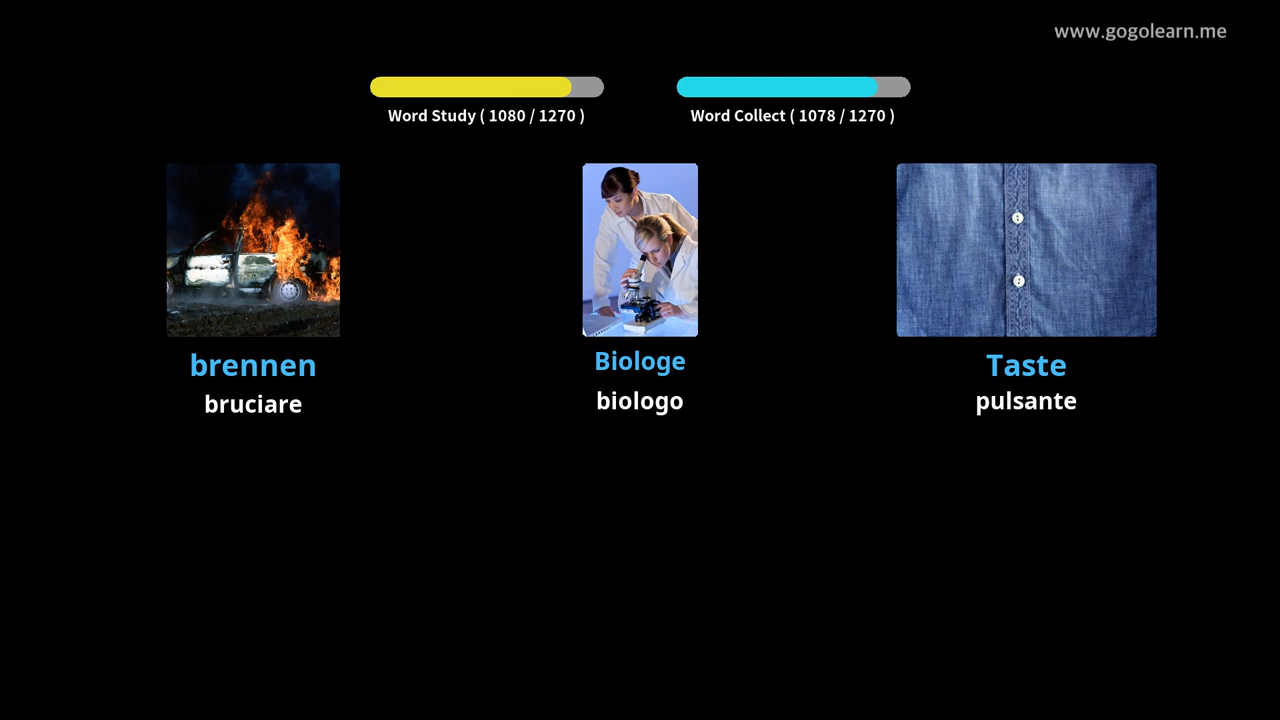 www.gogolearn.me
Word Study ( 1080 / 1270 )
Word Collect ( 1078 / 1270 )
brennen
bruciare
Biologe
biologo
Taste
pulsante